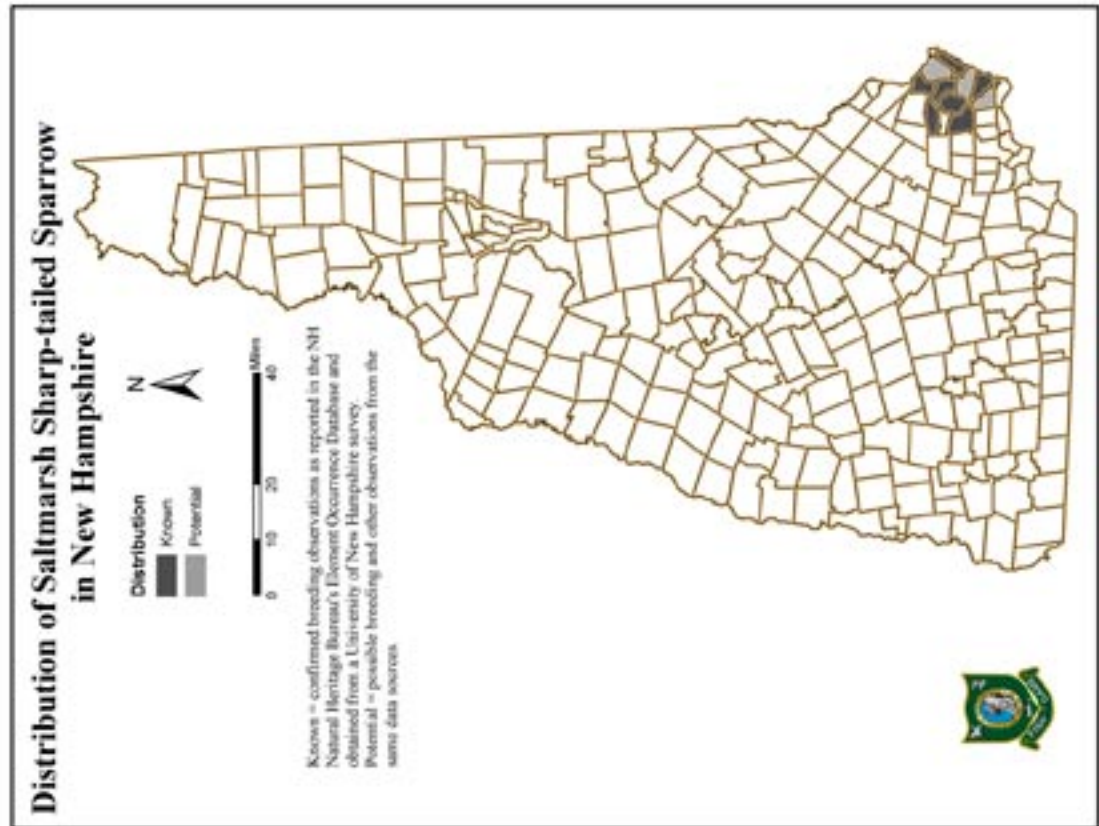 Distribution of Saltmarsh Sharp-tailed Sparrow
in New Hampshire
N
Distribution
Known
Potential
0 10 20 40
Miles
Known = confirmed breeding observations as reported in the NH
Natural Heritage Bureau's Element Occurrence Database and
obtained from a University of New Hampshire survey
Potential = possible breeding and other observations from the
same data sources